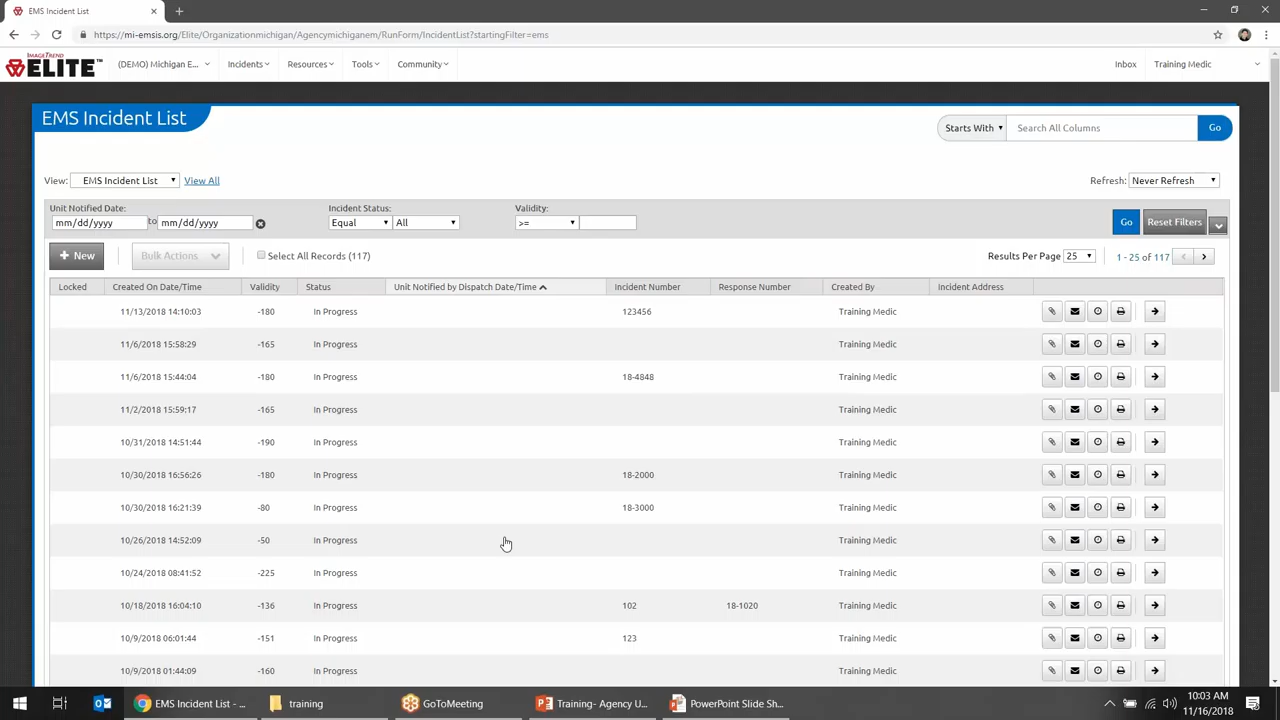 EMS Incident List
https://mi-emsis.org/Elite/Organizationmichigan/Agencymichiganem/RunForm/IncidentList?startingFilter=ems
IMAGETREND
ELITE™ (DEMO) Michigan E... Incidents Resources Tools Community Inbox Training Medic
EMS Incident List
Starts With Search All Columns Go
View: EMS Incident List View All Refresh: Never Refresh
Unit Notified Date: Incident Status: Validity:
mm/dd/yyyy to mm/dd/yyyy Equal All >= Go Reset Filters
+ New Bulk Actions Select All Records (117) Results Per Page 25 1 - 25 of 117
Locked Created On Date/Time Validity Status Unit Notified by Dispatch Date/Time Incident Number Response Number Created By Incident Address
11/13/2018 14:10:03 -180 In Progress 123456 Training Medic
11/6/2018 15:58:29 -165 In Progress Training Medic
11/6/2018 15:44:04 -180 In Progress 18-4848 Training Medic
11/2/2018 15:59:17 -165 In Progress Training Medic
10/31/2018 14:51:44 -190 In Progress Training Medic
10/30/2018 16:56:26 -180 In Progress 18-2000 Training Medic
10/30/2018 16:21:39 -80 In Progress 18-3000 Training Medic
10/26/2018 14:52:09 -50 In Progress Training Medic
10/24/2018 08:41:52 -225 In Progress Training Medic
10/18/2018 16:04:10 -136 In Progress 102 18-1020 Training Medic
10/9/2018 06:01:44 -151 In Progress 123 Training Medic
10/9/2018 01:44:09 -160 In Progress Training Medic
EMS Incident List - ... training GoToMeeting Training- Agency U... PowerPoint Slide Sh... 10:03 AM
11/16/2018